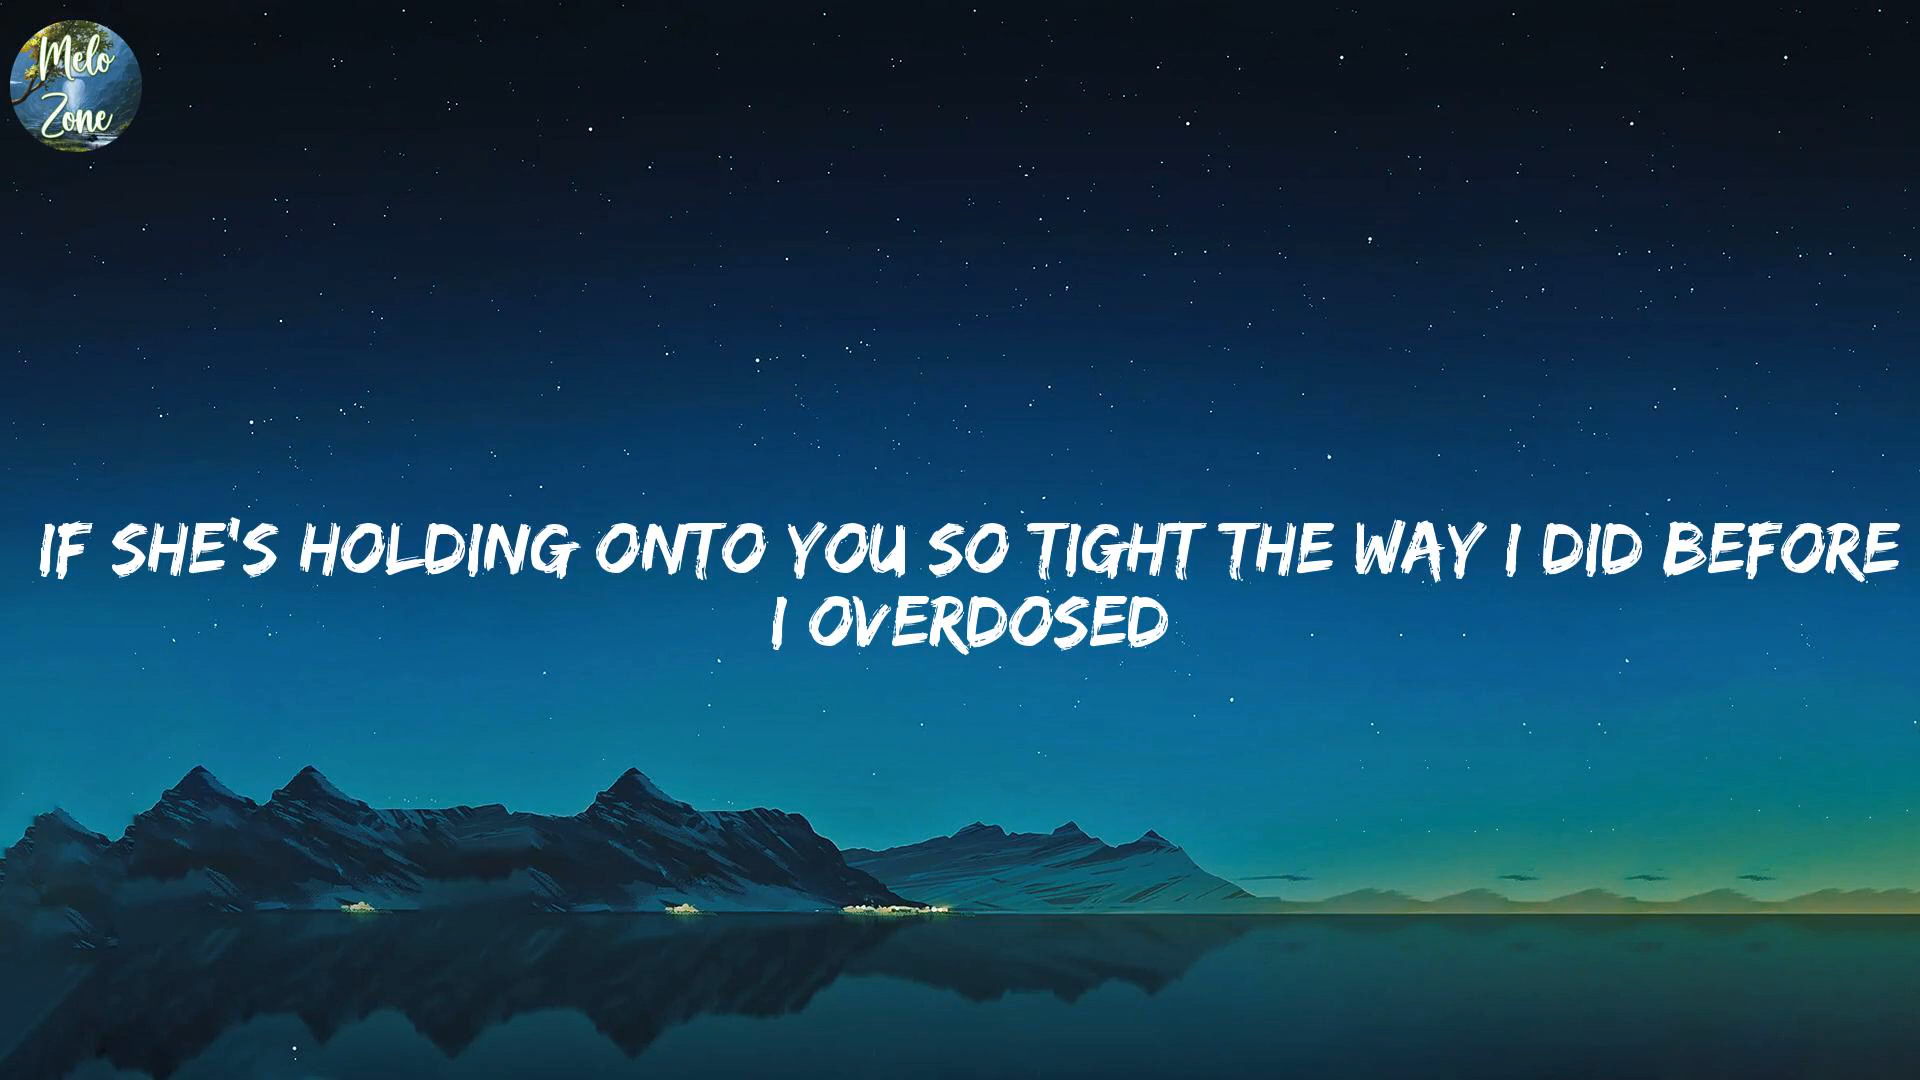 Melo
Zone
IF SHE'S HOLDING ONTO YOU SO TIGHT THE WAY I DID BEFORE
I OVERDOSED